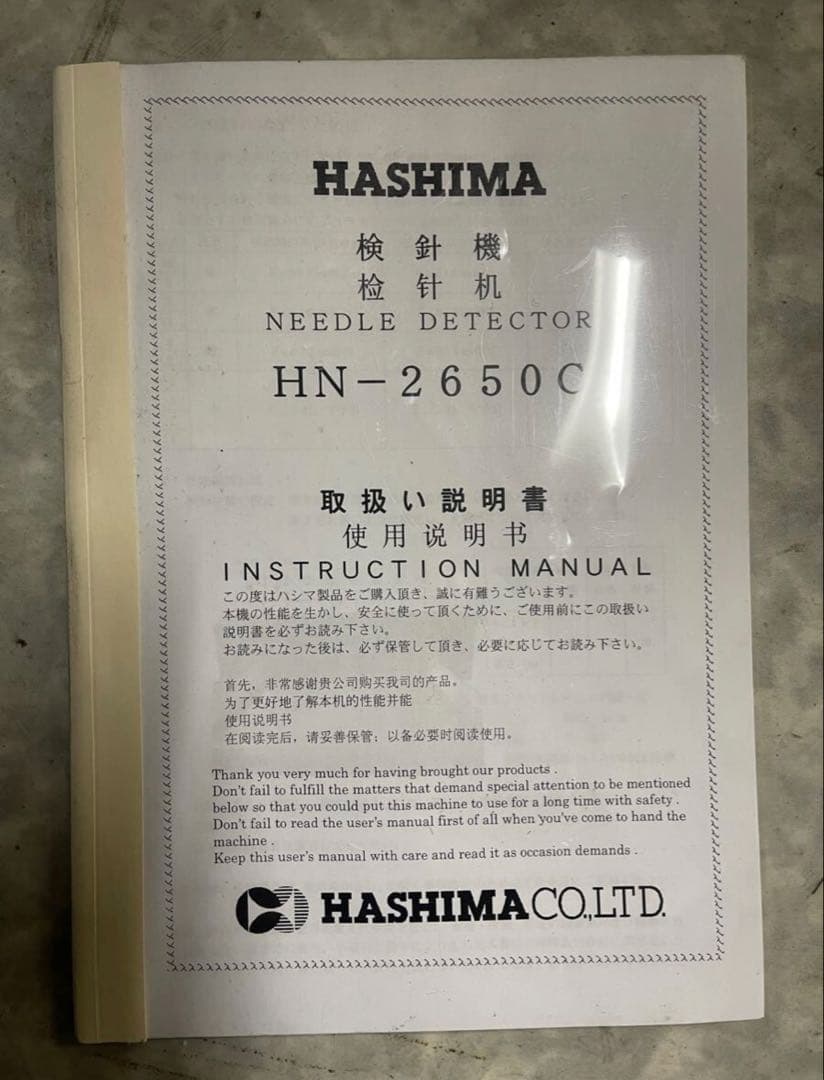 HASHIMA
検針機
检针机
NEEDLE DETECTOR
HN-2650C
取扱い説明書
使用说明书
INSTRUCTION MANUAL
この度はハシマ製品をご購入頂き、誠に有難うございます。
本機の性能を生かし、安全に使って頂くために、ご使用前にこの取扱い
説明書を必ずお読み下さい。
お読みになった後は、必ず保管して頂き、必要に応じてお読み下さい。
首先，非常感谢贵公司购买我司的产品。
为了更好地了解本机的性能并能
使用说明书
在阅读完后，请妥善保管；以备必要时阅读使用。
Thank you very much for having brought our products .
Don't fail to fulfill the matters that demand special attention to be mentioned
below so that you could put this machine to use for a long time with safety .
Don't fail to read the user's manual first of all when you've come to hand the
machine .
Keep this user's manual with care and read it as occasion demands .
HASHIMA CO.,LTD.